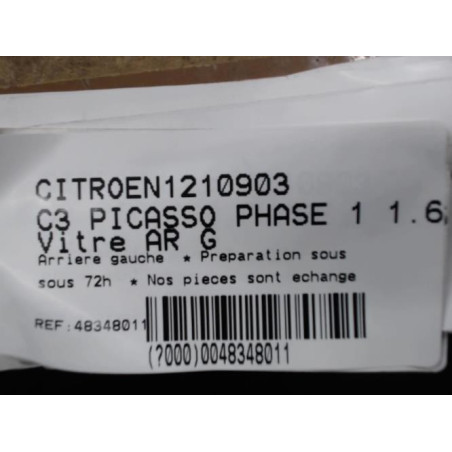 CITROEN1210903
C3 PICASSO PHASE 1 1.6
Vitre AR G
Arriere gauche * Preparation sous
sous 72h * Nos pieces sont echange
REF:48348011
(?000)0048348011